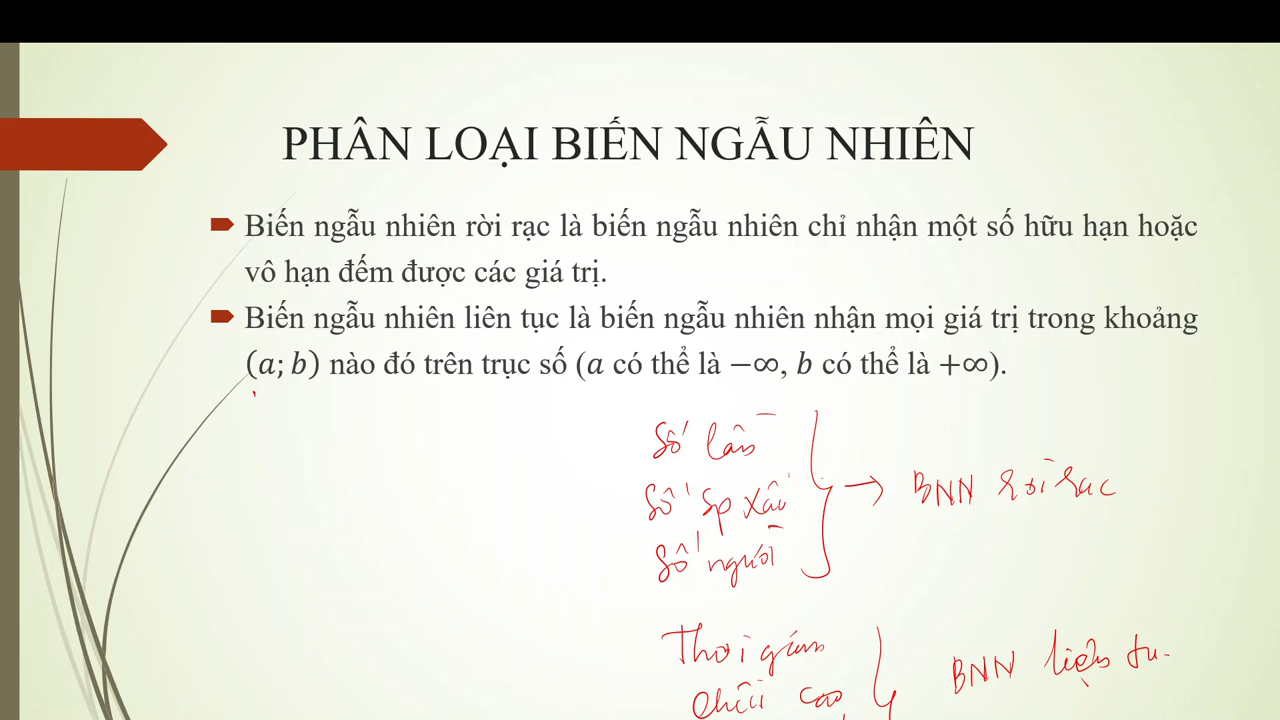 PHÂN LOẠI BIẾN NGẪU NHIÊN
Biến ngẫu nhiên rời rạc là biến ngẫu nhiên chỉ nhận một số hữu hạn hoặc
vô hạn đếm được các giá trị.
Biến ngẫu nhiên liên tục là biến ngẫu nhiên nhận mọi giá trị trong khoảng
(a; b) nào đó trên trục số (a có thể là −∞, b có thể là +∞).
Số lần
Số sp xấu
Số người
→ BNN rời rạc
Thời gian
chiều cao
BNN liên tu